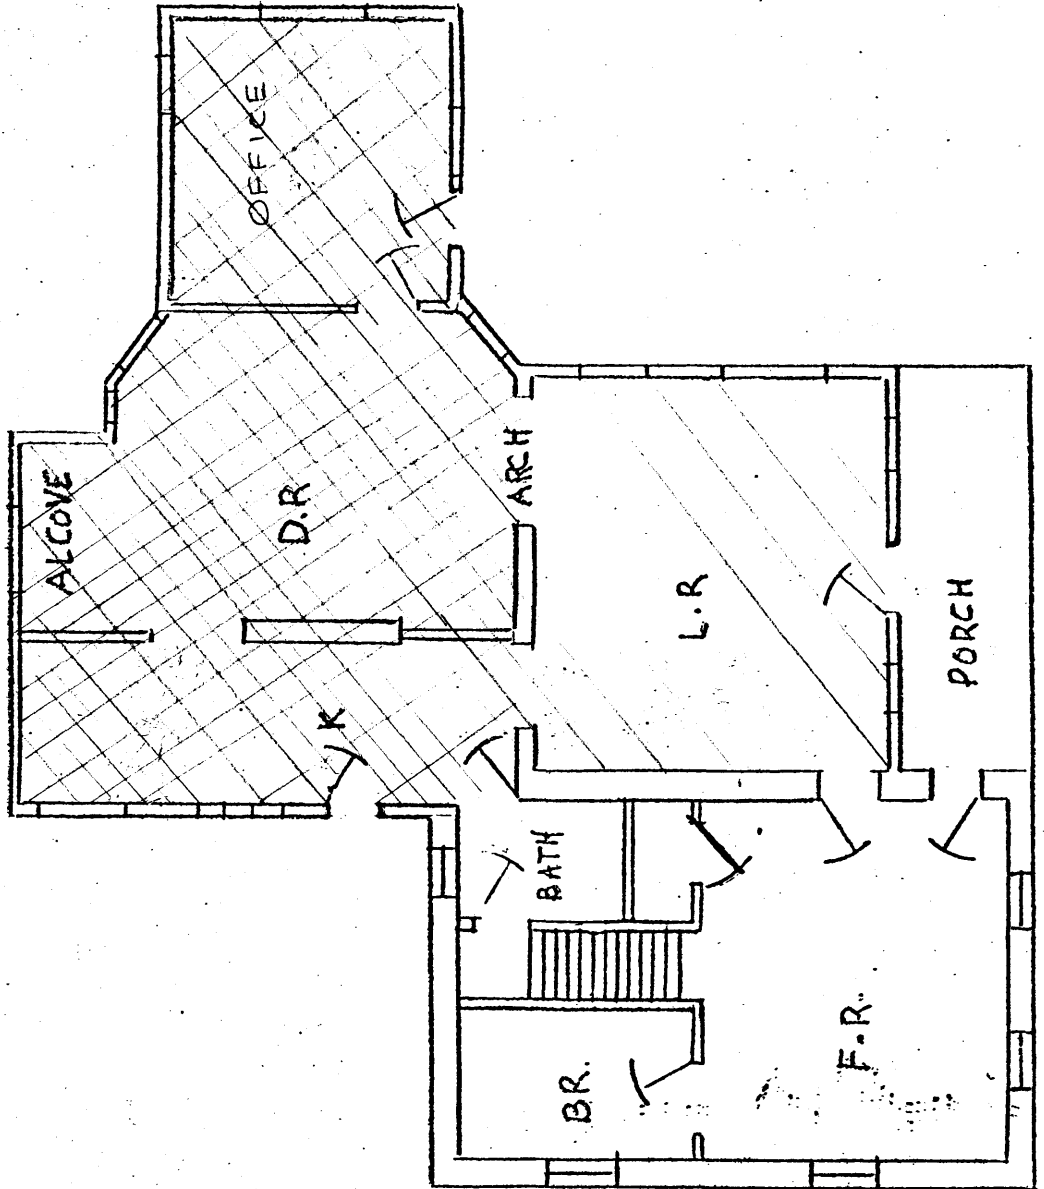 OFFICE
ALCOVE
D.R
ARCH
K
L.R
PORCH
BATH
BR.
F.R.